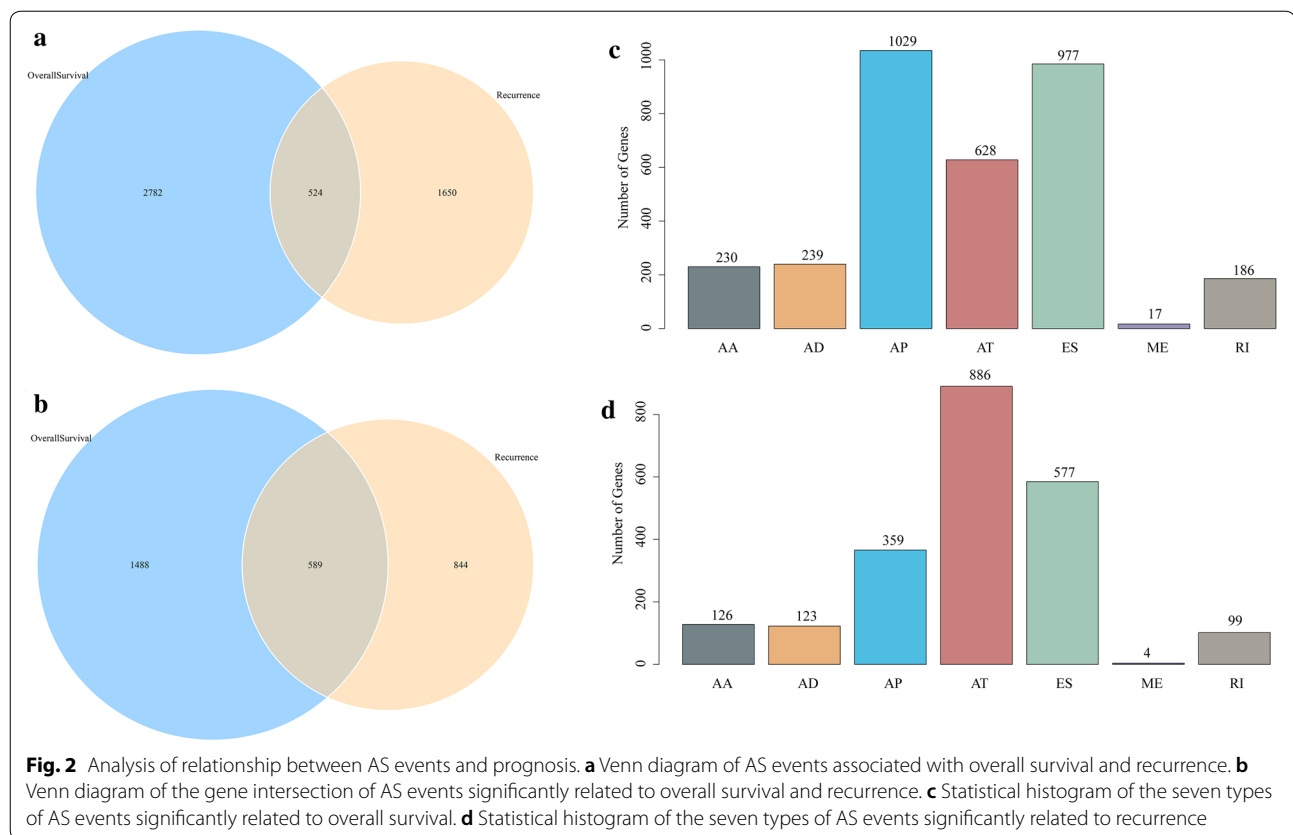 a
OverallSurvival
Recurrence
2782
524
1650
b
OverallSurvival
Recurrence
1488
589
844
c
Number of Genes
0
200
400
600
800
1000
230
239
1029
628
977
17
186
AA
AD
AP
AT
ES
ME
RI
d
Number of Genes
0
200
400
600
800
126
123
359
886
577
4
99
AA
AD
AP
AT
ES
ME
RI
Fig. 2 Analysis of relationship between AS events and prognosis. a Venn diagram of AS events associated with overall survival and recurrence. b
Venn diagram of the gene intersection of AS events significantly related to overall survival and recurrence. c Statistical histogram of the seven types
of AS events significantly related to overall survival. d Statistical histogram of the seven types of AS events significantly related to recurrence